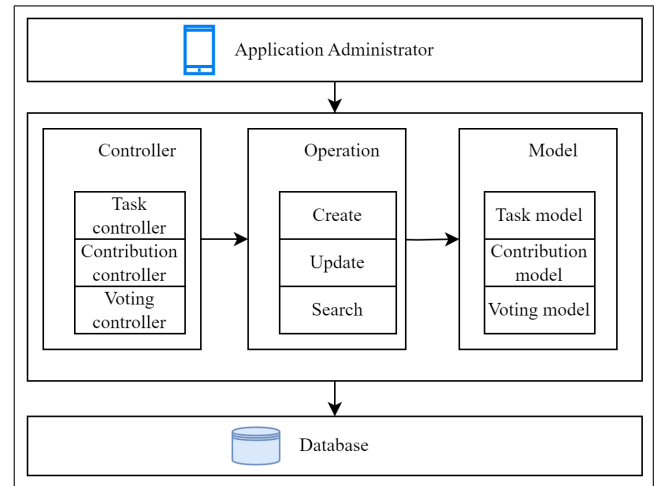 Application Administrator
Controller
Task
controller
Contribution
controller
Voting
controller
Operation
Create
Update
Search
Model
Task model
Contribution
model
Voting model
Database